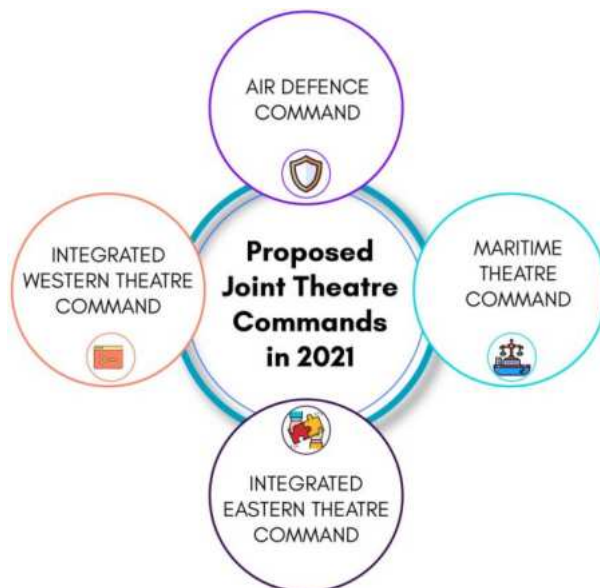 AIR DEFENCE
COMMAND
INTEGRATED
WESTERN THEATRE
COMMAND
Proposed
Joint Theatre
Commands
in 2021
MARITIME
THEATRE
COMMAND
INTEGRATED
EASTERN THEATRE
COMMAND